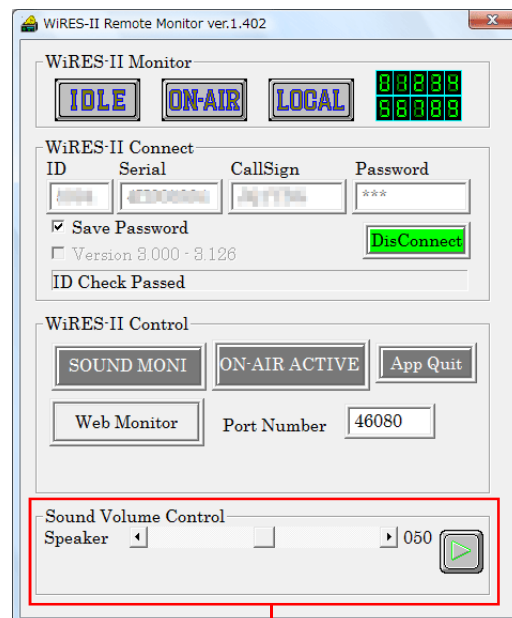 WiRES-II Remote Monitor ver.1.402
WiRES-II Monitor
IDLE ON-AIR LOCAL
WiRES-II Connect
ID Serial CallSign Password
***
Save Password
DisConnect
Version 3.000 - 3.126
ID Check Passed
WiRES-II Control
SOUND MONI ON-AIR ACTIVE App Quit
Web Monitor Port Number 46080
Sound Volume Control
Speaker 050